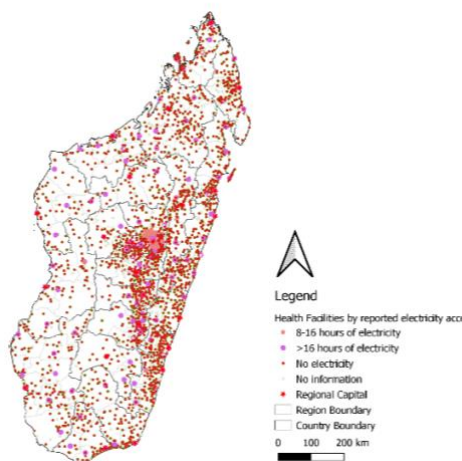 Legend
Health Facilities by reported electricity acc
8-16 hours of electricity
>16 hours of electricity
No electricity
No information
Regional Capital
Region Boundary
Country Boundary
0 100 200 km